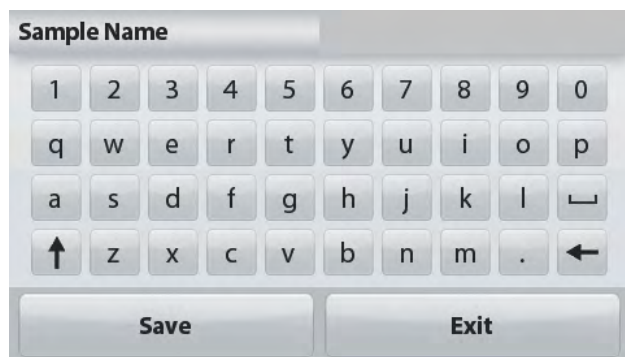 Sample Name
1 2 3 4 5 6 7 8 9 0
q w e r t y u i o p
a s d f g h j k l
z x c v b n m .
Save Exit